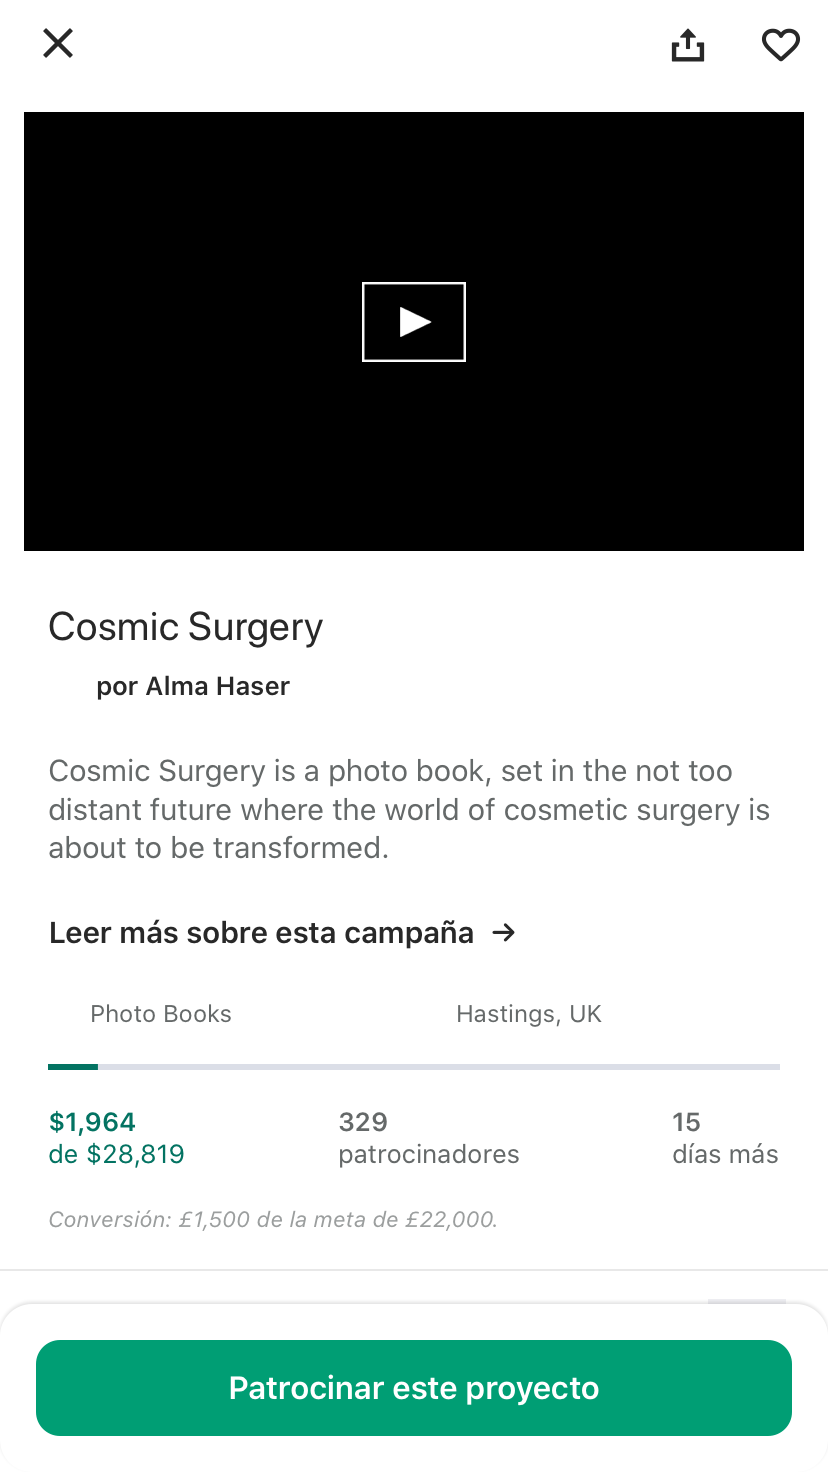 Cosmic Surgery
por Alma Haser
Cosmic Surgery is a photo book, set in the not too
distant future where the world of cosmetic surgery is
about to be transformed.
Leer más sobre esta campaña →
Photo Books
Hastings, UK
$1,964
de $28,819
329
patrocinadores
15
días más
Conversión: £1,500 de la meta de £22,000.
Patrocinar este proyecto